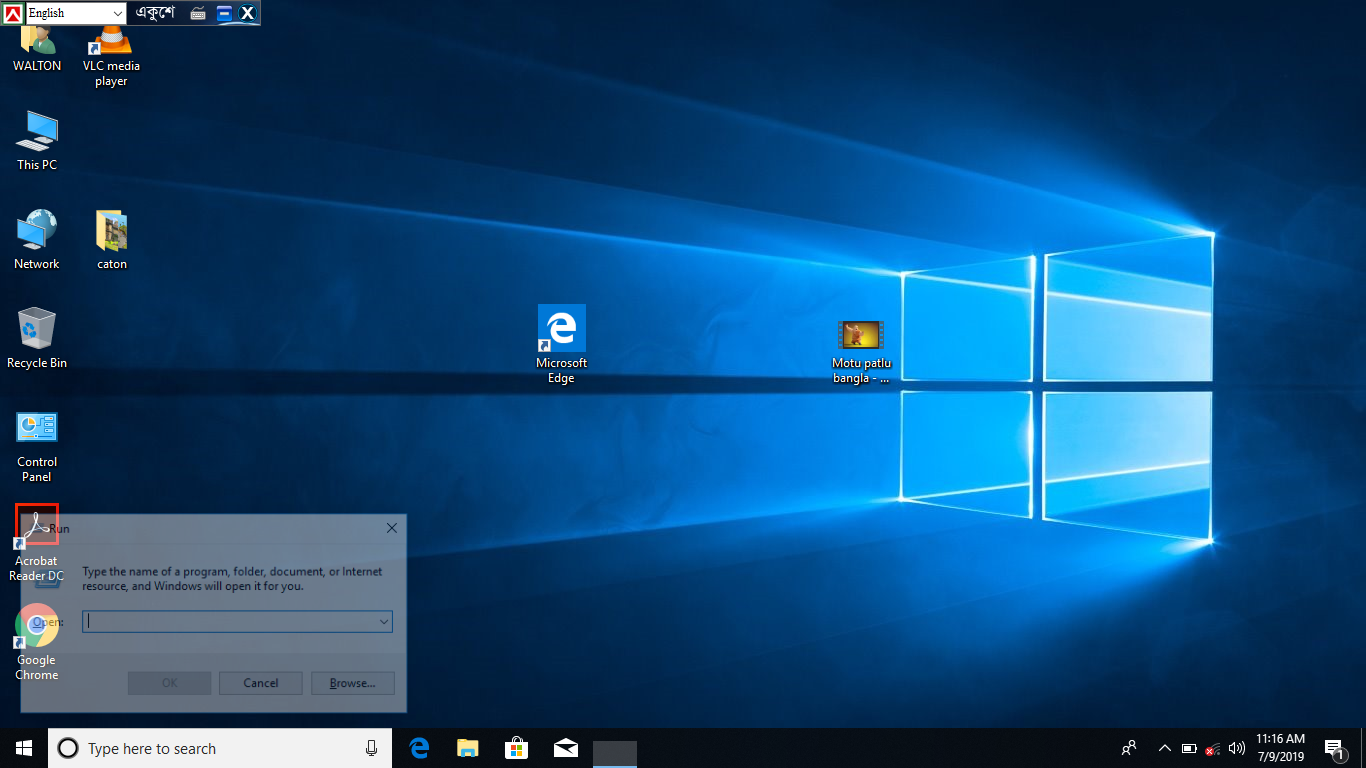 English
একুশে
WALTON
VLC media
player
This PC
Network
caton
Recycle Bin
Microsoft
Edge
Motu patlu
bangla - ...
Control
Panel
Acrobat
Reader DC
Google
Chrome
Run
Type the name of a program, folder, document, or Internet
resource, and Windows will open it for you.
Open:
OK
Cancel
Browse...
Type here to search
11:16 AM
7/9/2019
1